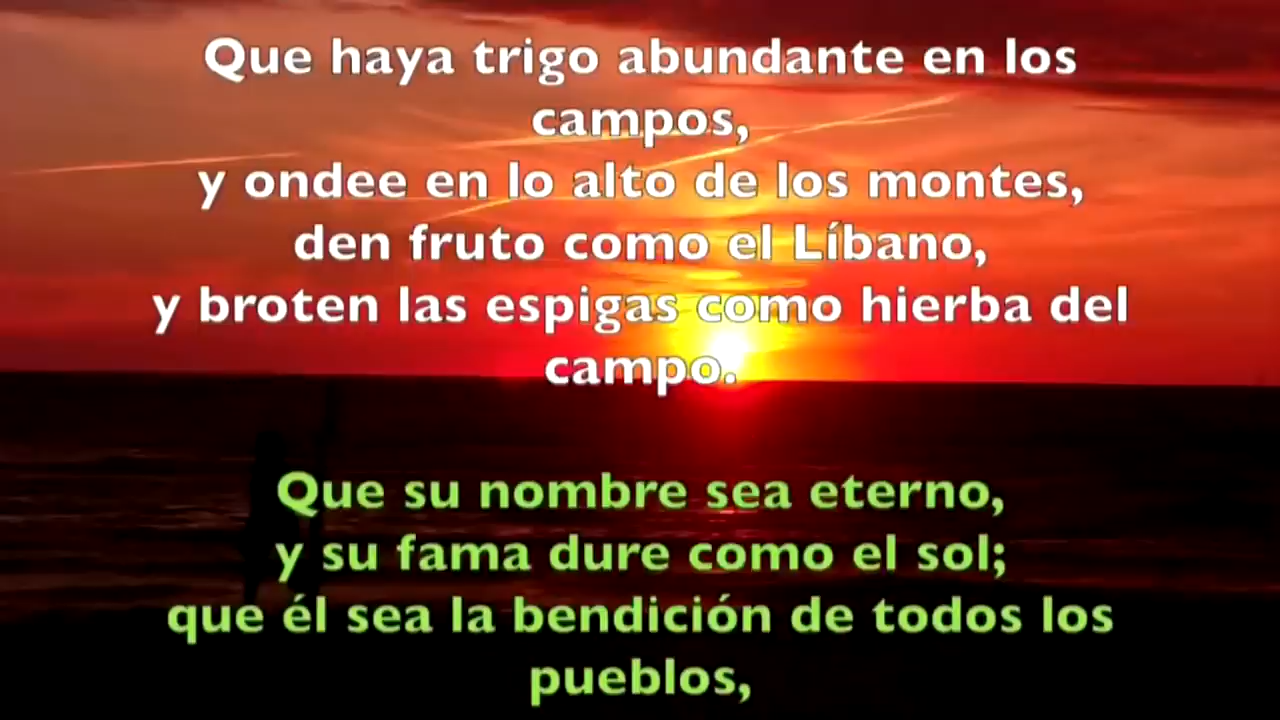 Que haya trigo abundante en los
campos,
y ondee en lo alto de los montes,
den fruto como el Líbano,
y broten las espigas como hierba del
campo.
Que su nombre sea eterno,
y su fama dure como el sol;
que él sea la bendición de todos los
pueblos,